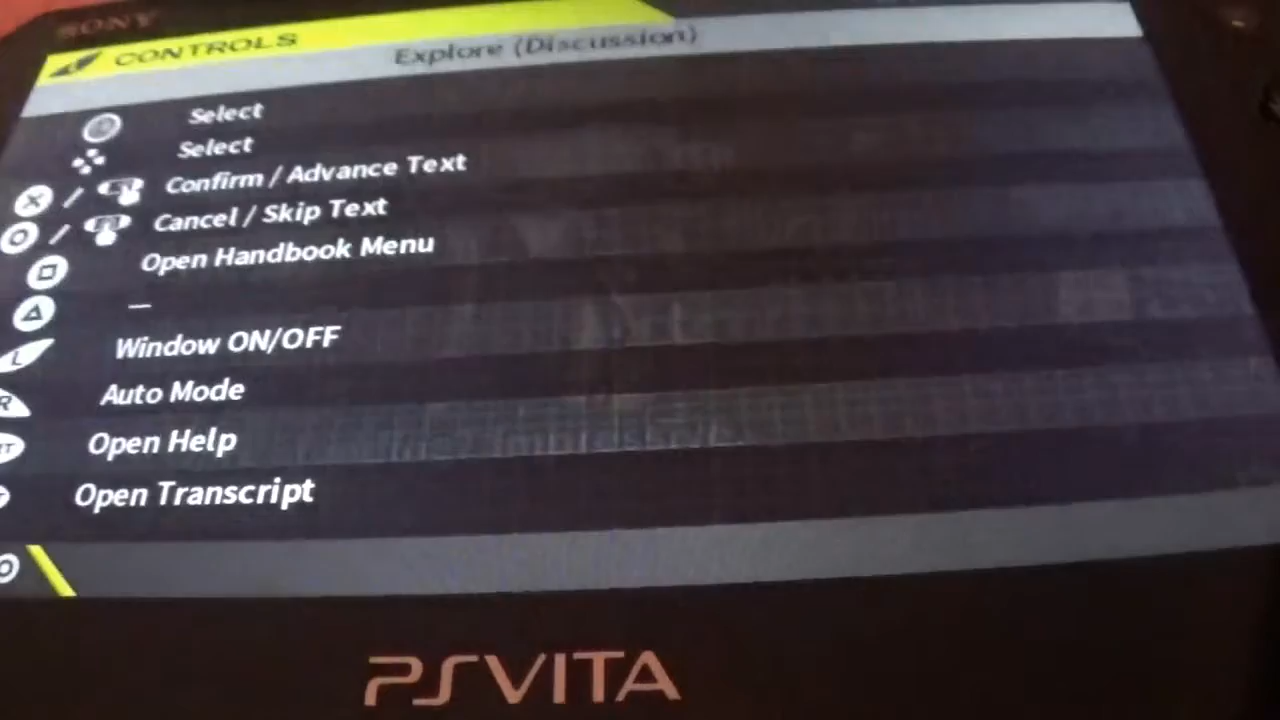 SONY
CONTROLS
Explore (Discussion)
Select
Select
Confirm / Advance Text
Cancel / Skip Text
Open Handbook Menu
—
L Window ON/OFF
R Auto Mode
Open Help
Open Transcript
PSVITA